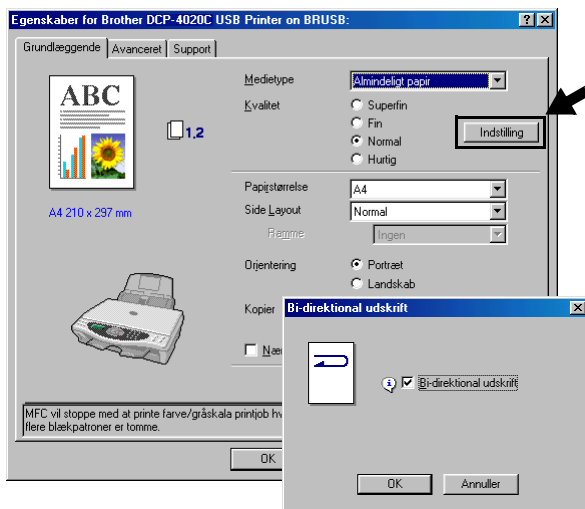 Egenskaber for Brother DCP-4020C USB Printer on BRUSB:
Grundlæggende Avanceret Support
Medietype Almindeligt papir
ABC
Kvalitet Superfin
Fin
Normal
Hurtig
Indstilling
1.2
A4 210 x 297 mm
Papirstørrelse A4
Side Layout Normal
Ramme Ingen
Orientering Portræt
Landskab
Kopier
MFC vil stoppe med at printe farve/gråskala printjob
flere blækpatroner er tomme.
OK
Bi-direktional udskrift
Bi-direktional udskrift
OK Annuller